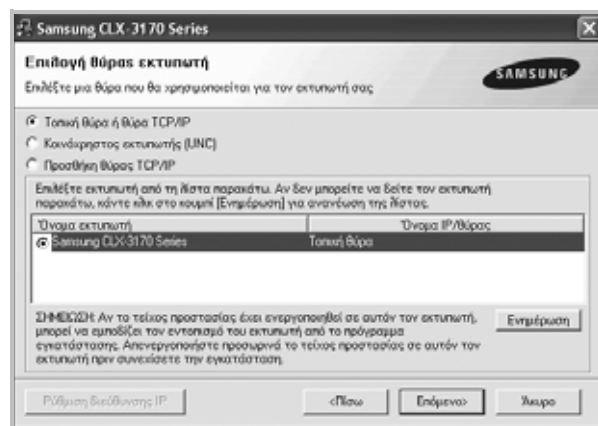 Samsung CLX-3170 Series
Επιλογή θύρας εκτυπωτή
Επιλέξτε μια θύρα που θα χρησιμοποιείται για τον εκτυπωτή σας
SAMSUNG
Τοπική θύρα ή θύρα TCP/IP
Κοινόχρηστος εκτυπωτής (UNC)
Προσθήκη θύρας TCP/IP
Επιλέξτε εκτυπωτή από τη λίστα παρακάτω. Αν δεν μπορείτε να δείτε τον εκτυπωτή
παρακάτω, κάντε κλικ στο κουμπί [Ενημέρωση] για ανανέωση της λίστας.
Όνομα εκτυπωτή Όνομα IP/Θύρας
Samsung CLX-3170 Series Τοπική θύρα
ΣΗΜΕΙΩΣΗ: Αν το τείχος προστασίας έχει ενεργοποιηθεί σε αυτόν τον εκτυπωτή,
μπορεί να εμποδίζει τον εντοπισμό του εκτυπωτή από το πρόγραμμα
εγκατάστασης. Απενεργοποιήστε προσωρινά το τείχος προστασίας σε αυτόν τον
εκτυπωτή πριν συνεχίσετε την εγκατάσταση.
Ενημέρωση
Ρύθμιση διεύθυνσης IP
<Πίσω
Επόμενο>
Άκυρο